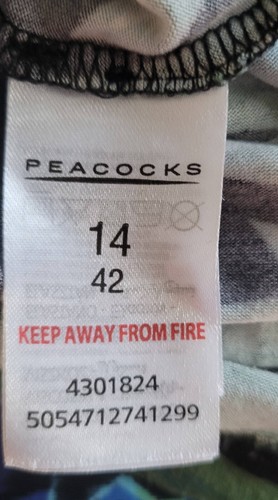 PEACOCKS
14
42
KEEP AWAY FROM FIRE
4301824
5054712741299